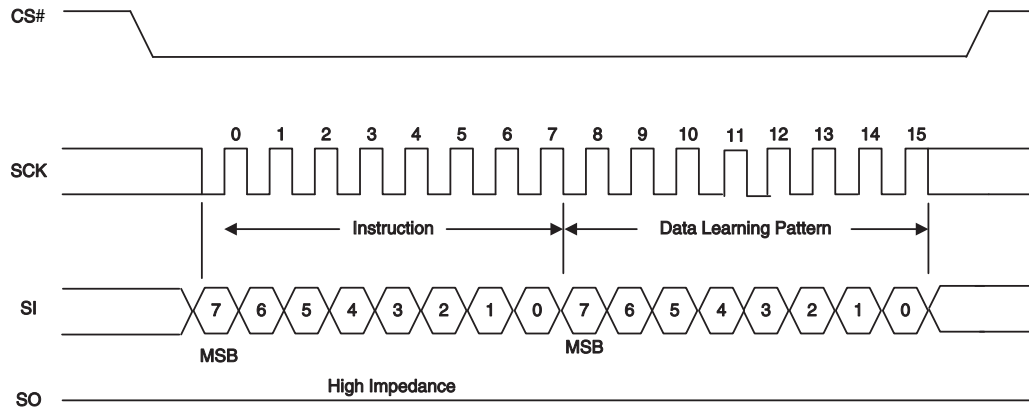 CS#
0 1 2 3 4 5 6 7 8 9 10 11 12 13 14 15
SCK
Instruction Data Learning Pattern
SI 7 6 5 4 3 2 1 0 7 6 5 4 3 2 1 0
MSB MSB
High Impedance
SO